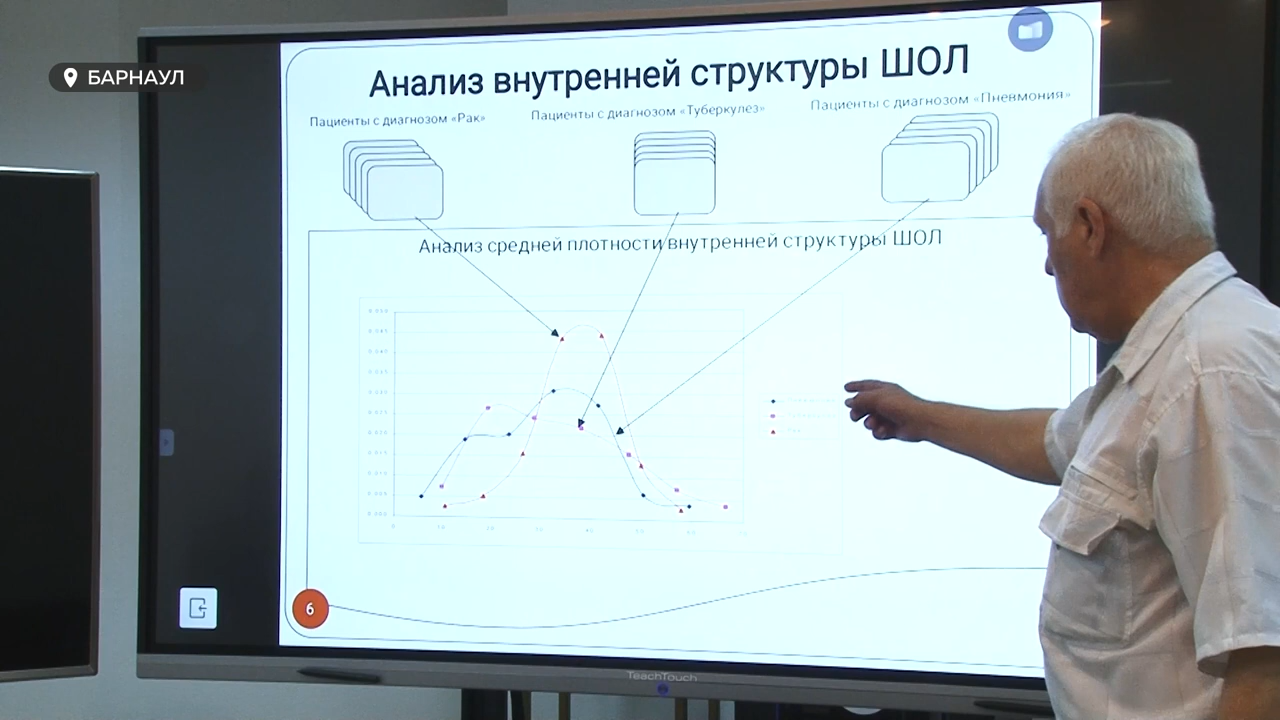 БАРНАУЛ
Анализ внутренней структуры ШОЛ
Пациенты с диагнозом «Рак»
Пациенты с диагнозом «Туберкулез»
Пациенты с диагнозом «Пневмония»
Анализ средней плотности внутренней структуры ШОЛ
6
TeachTouch